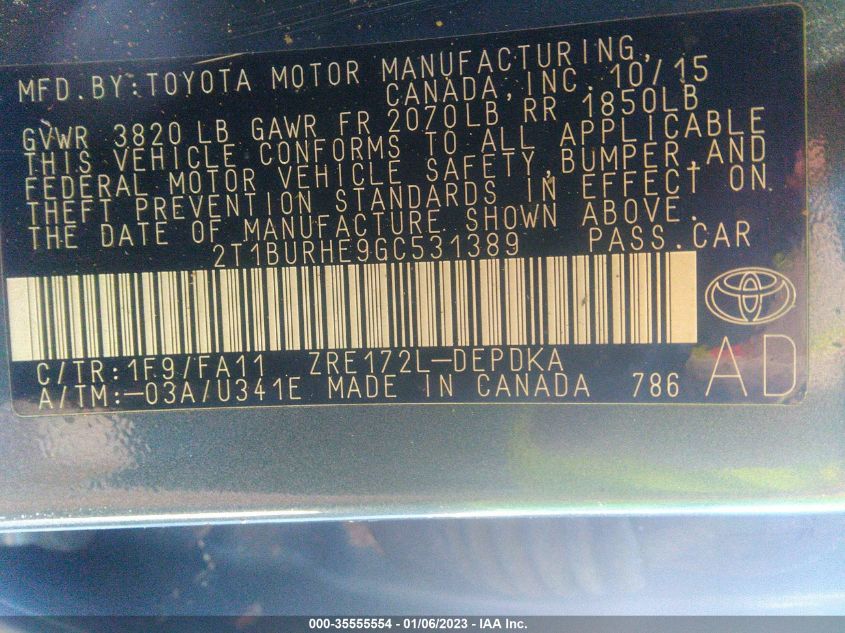 MFD.BY:TOYOTA MOTOR MANUFACTURING,
CANADA,INC.10/15
GVWR 3820 LB GAWR FR 2070LB RR 1850LB
THIS VEHICLE CONFORMS TO ALL APPLICABLE
FEDERAL MOTOR VEHICLE SAFETY,BUMPER,AND
THEFT PREVENTION STANDARDS IN EFFECT ON
THE DATE OF MANUFACTURE SHOWN ABOVE.
2T1BURHE9GC531389 PASS.CAR
C/TR:1F9/FA11 ZRE172L-DEPDKA
A/TM:-03A/U341E MADE IN CANADA 786
AD
000-35555554 - 01/06/2023 - IAA Inc.